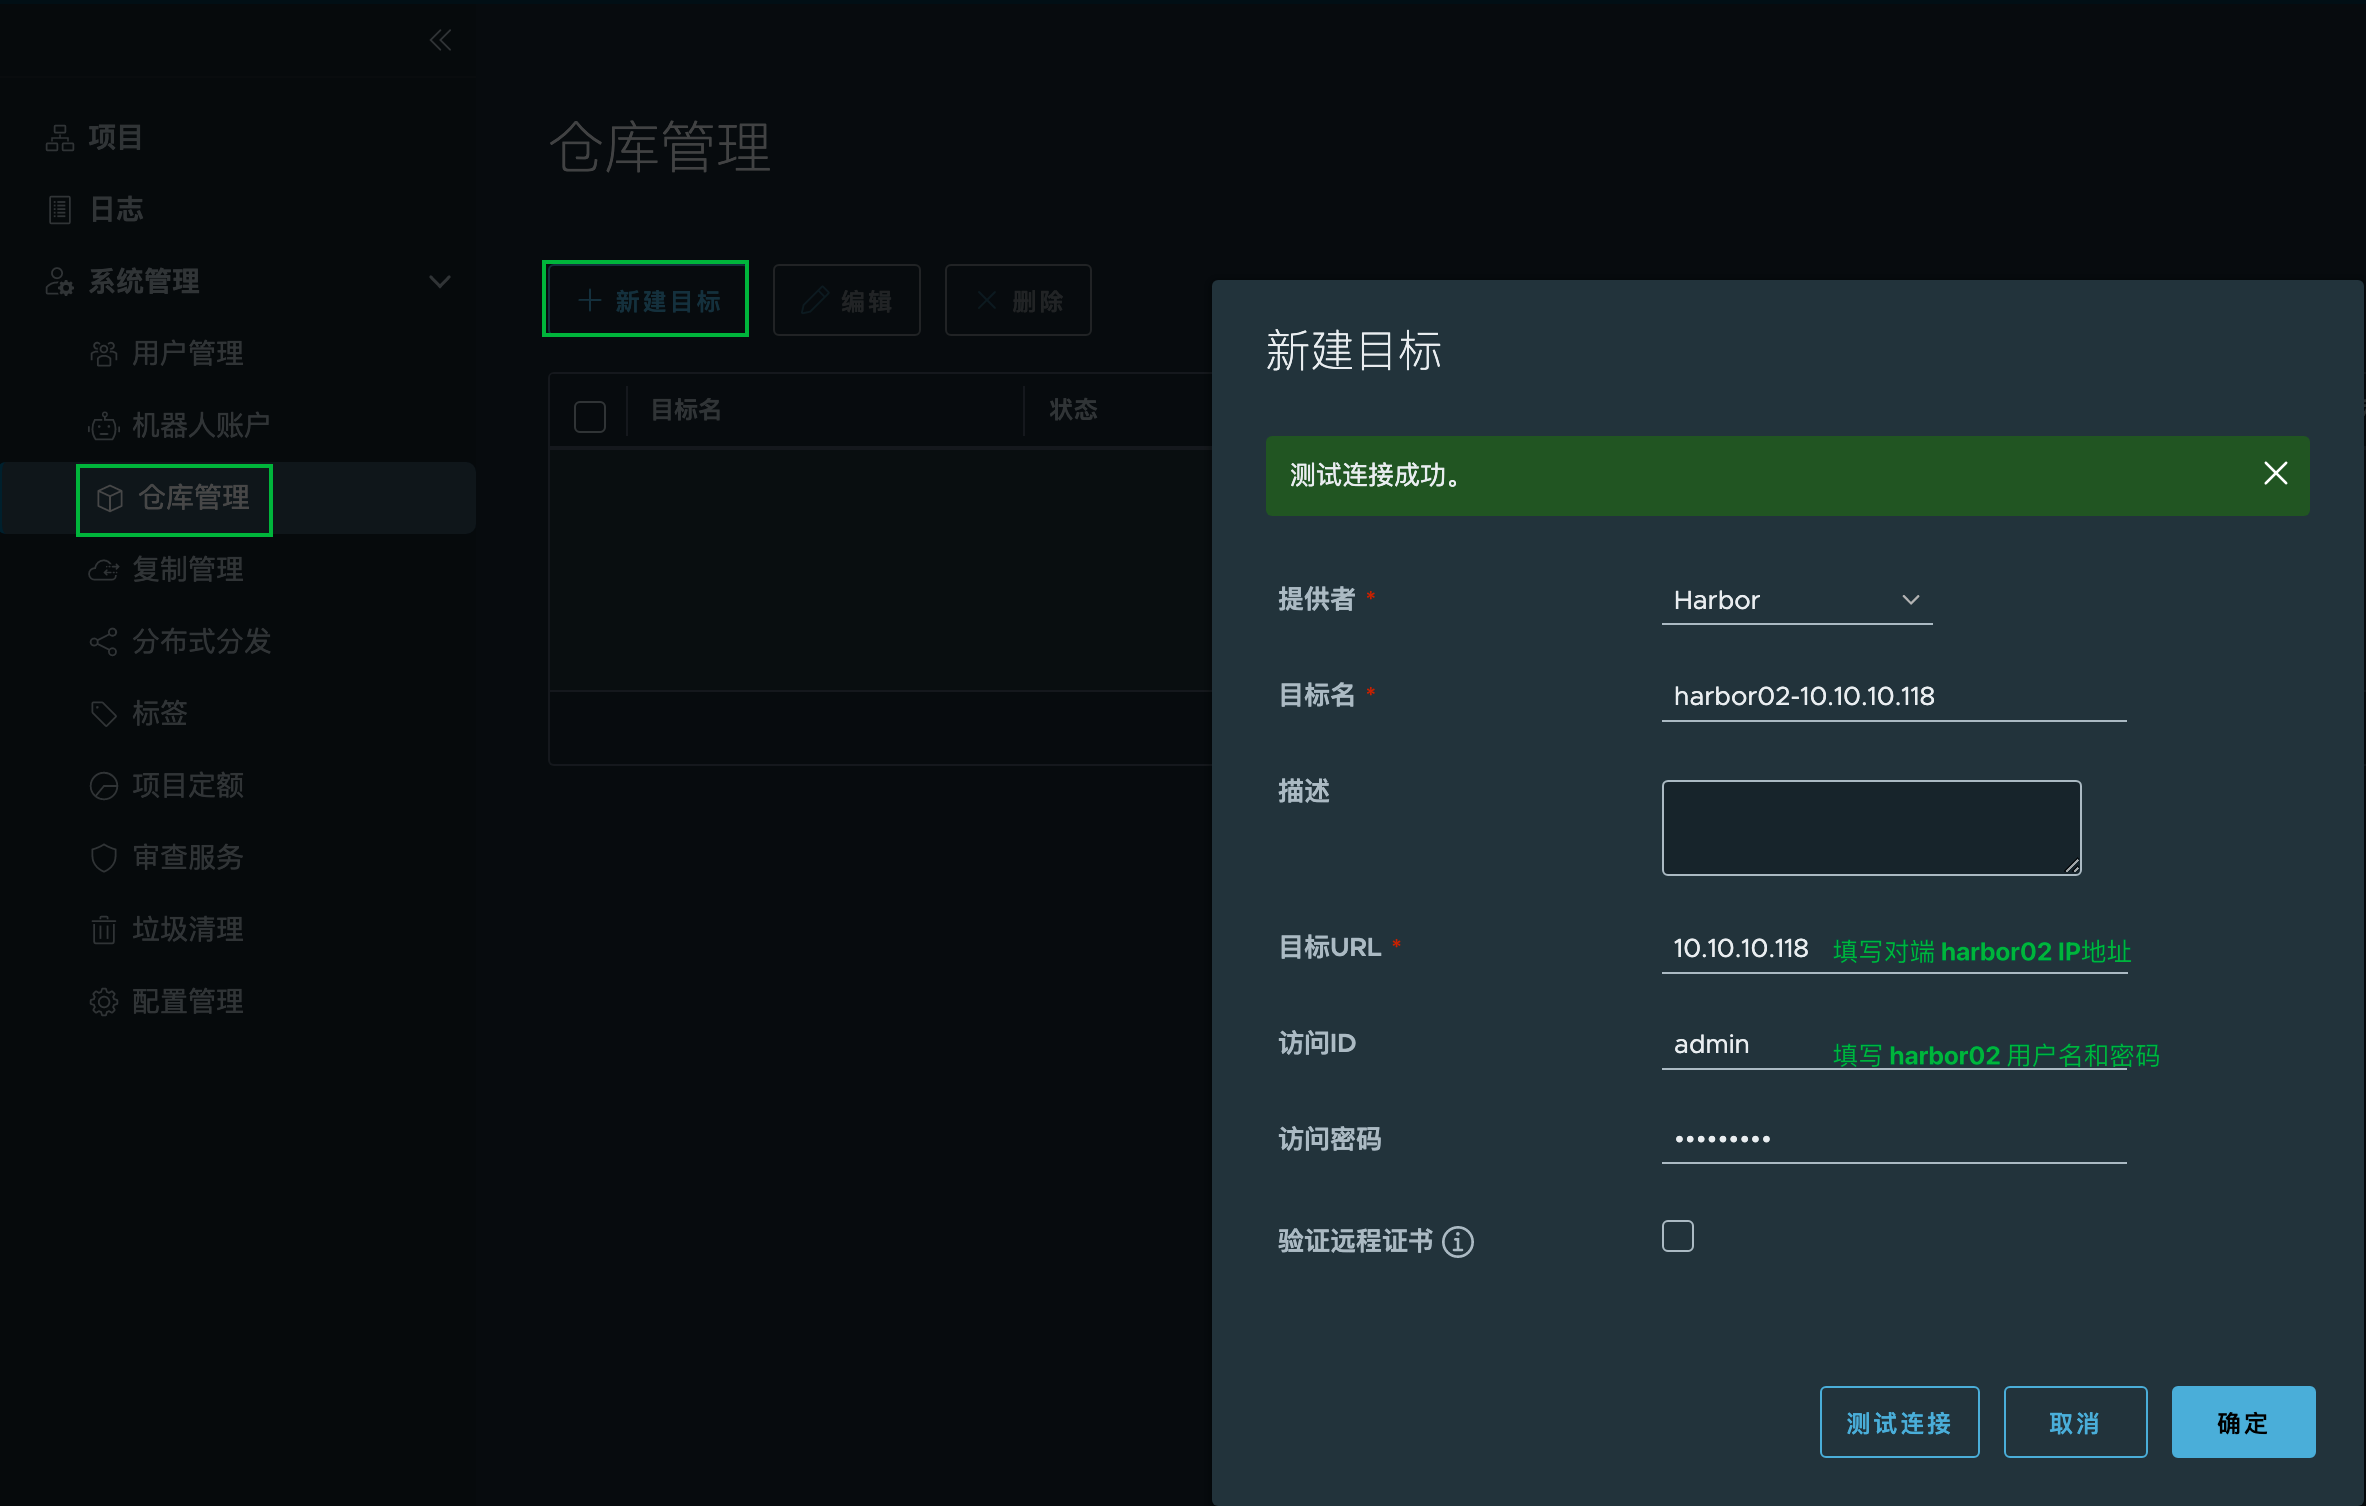 项目
日志
系统管理
用户管理
机器人账户
仓库管理
复制管理
分布式分发
标签
项目定额
审查服务
垃圾清理
配置管理
仓库管理
新建目标
编辑
删除
目标名
状态
新建目标
测试连接成功。
提供者 *
Harbor
目标名 *
harbor02-10.10.10.118
描述
目标URL *
10.10.10.118
填写对端 harbor02 IP地址
访问ID
admin
填写 harbor02 用户名和密码
访问密码
•••••••••
验证远程证书
测试连接
取消
确定